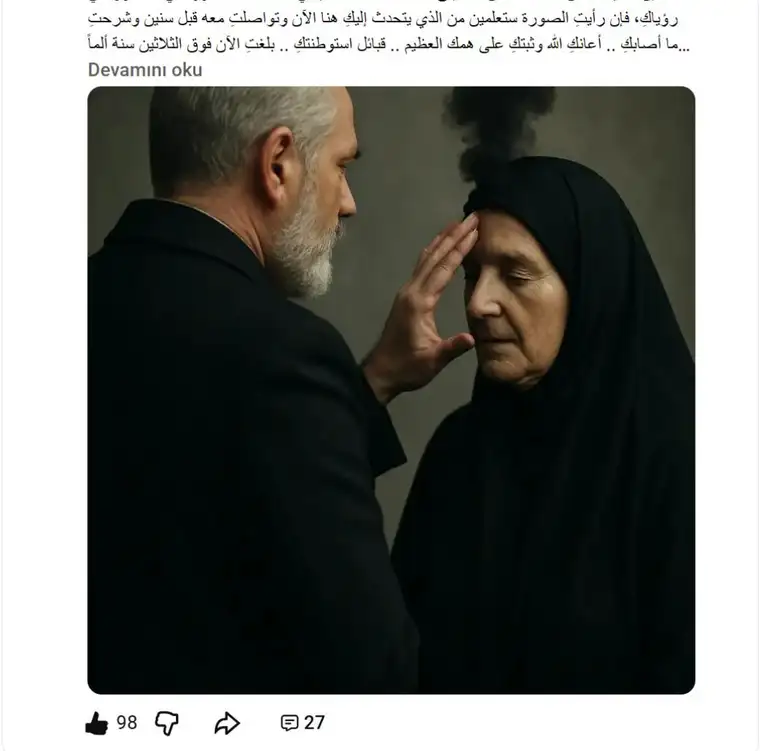 رؤياكِ، فإن رأيتِ الصورة ستعلمين من الذي يتحدث إليكِ هنا الآن وتواصلتِ معه قبل سنين وشرحتِ
ما أصابكِ .. أعانكِ الله وثبتكِ على همك العظيم .. قبائل استوطنتكِ .. بلغتِ الآن فوق الثلاثين سنة ألماً...
Devamını oku
98
27